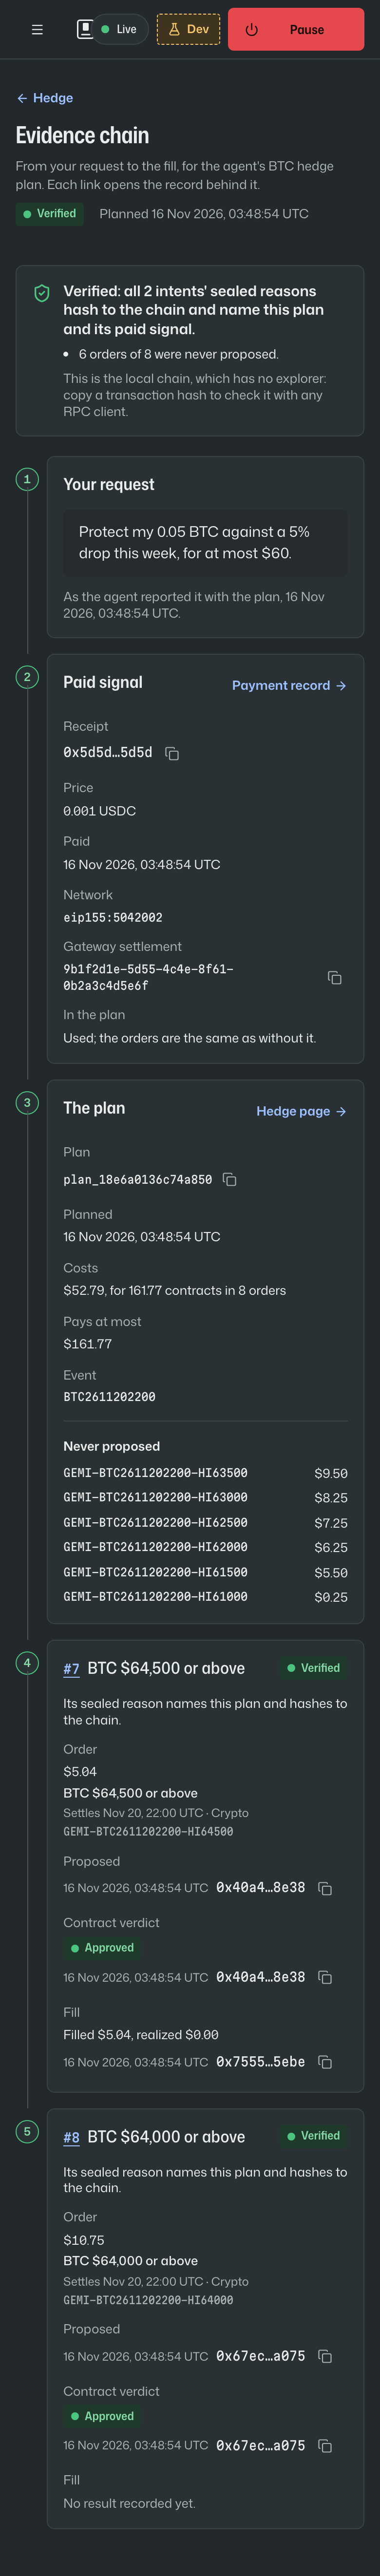 Live
Dev
Pause
← Hedge
Evidence chain
From your request to the fill, for the agent's BTC hedge
plan. Each link opens the record behind it.
Verified
Planned 16 Nov 2026, 03:48:54 UTC
Verified: all 2 intents' sealed reasons
hash to the chain and name this plan
and its paid signal.
• 6 orders of 8 were never proposed.
This is the local chain, which has no explorer:
copy a transaction hash to check it with any
RPC client.
1
Your request
Protect my 0.05 BTC against a 5%
drop this week, for at most $60.
As the agent reported it with the plan, 16 Nov
2026, 03:48:54 UTC.
2
Paid signal
Payment record →
Receipt
0x5d5d…5d5d
Price
0.001 USDC
Paid
16 Nov 2026, 03:48:54 UTC
Network
eip155:5042002
Gateway settlement
9b1f2d1e-5d55-4c4e-8f61-
0b2a3c4d5e6f
In the plan
Used; the orders are the same as without it.
3
The plan
Hedge page →
Plan
plan_18e6a0136c74a850
Planned
16 Nov 2026, 03:48:54 UTC
Costs
$52.79, for 161.77 contracts in 8 orders
Pays at most
$161.77
Event
BTC2611202200
Never proposed
GEMI-BTC2611202200-HI63500 $9.50
GEMI-BTC2611202200-HI63000 $8.25
GEMI-BTC2611202200-HI62500 $7.25
GEMI-BTC2611202200-HI62000 $6.25
GEMI-BTC2611202200-HI61500 $5.50
GEMI-BTC2611202200-HI61000 $0.25
4
#7 BTC $64,500 or above
Verified
Its sealed reason names this plan and hashes to
the chain.
Order
$5.04
BTC $64,500 or above
Settles Nov 20, 22:00 UTC · Crypto
GEMI-BTC2611202200-HI64500
Proposed
16 Nov 2026, 03:48:54 UTC 0x40a4…8e38
Contract verdict
Approved
16 Nov 2026, 03:48:54 UTC 0x40a4…8e38
Fill
Filled $5.04, realized $0.00
16 Nov 2026, 03:48:54 UTC 0x7555…5ebe
5
#8 BTC $64,000 or above
Verified
Its sealed reason names this plan and hashes to
the chain.
Order
$10.75
BTC $64,000 or above
Settles Nov 20, 22:00 UTC · Crypto
GEMI-BTC2611202200-HI64000
Proposed
16 Nov 2026, 03:48:54 UTC 0x67ec…a075
Contract verdict
Approved
16 Nov 2026, 03:48:54 UTC 0x67ec…a075
Fill
No result recorded yet.